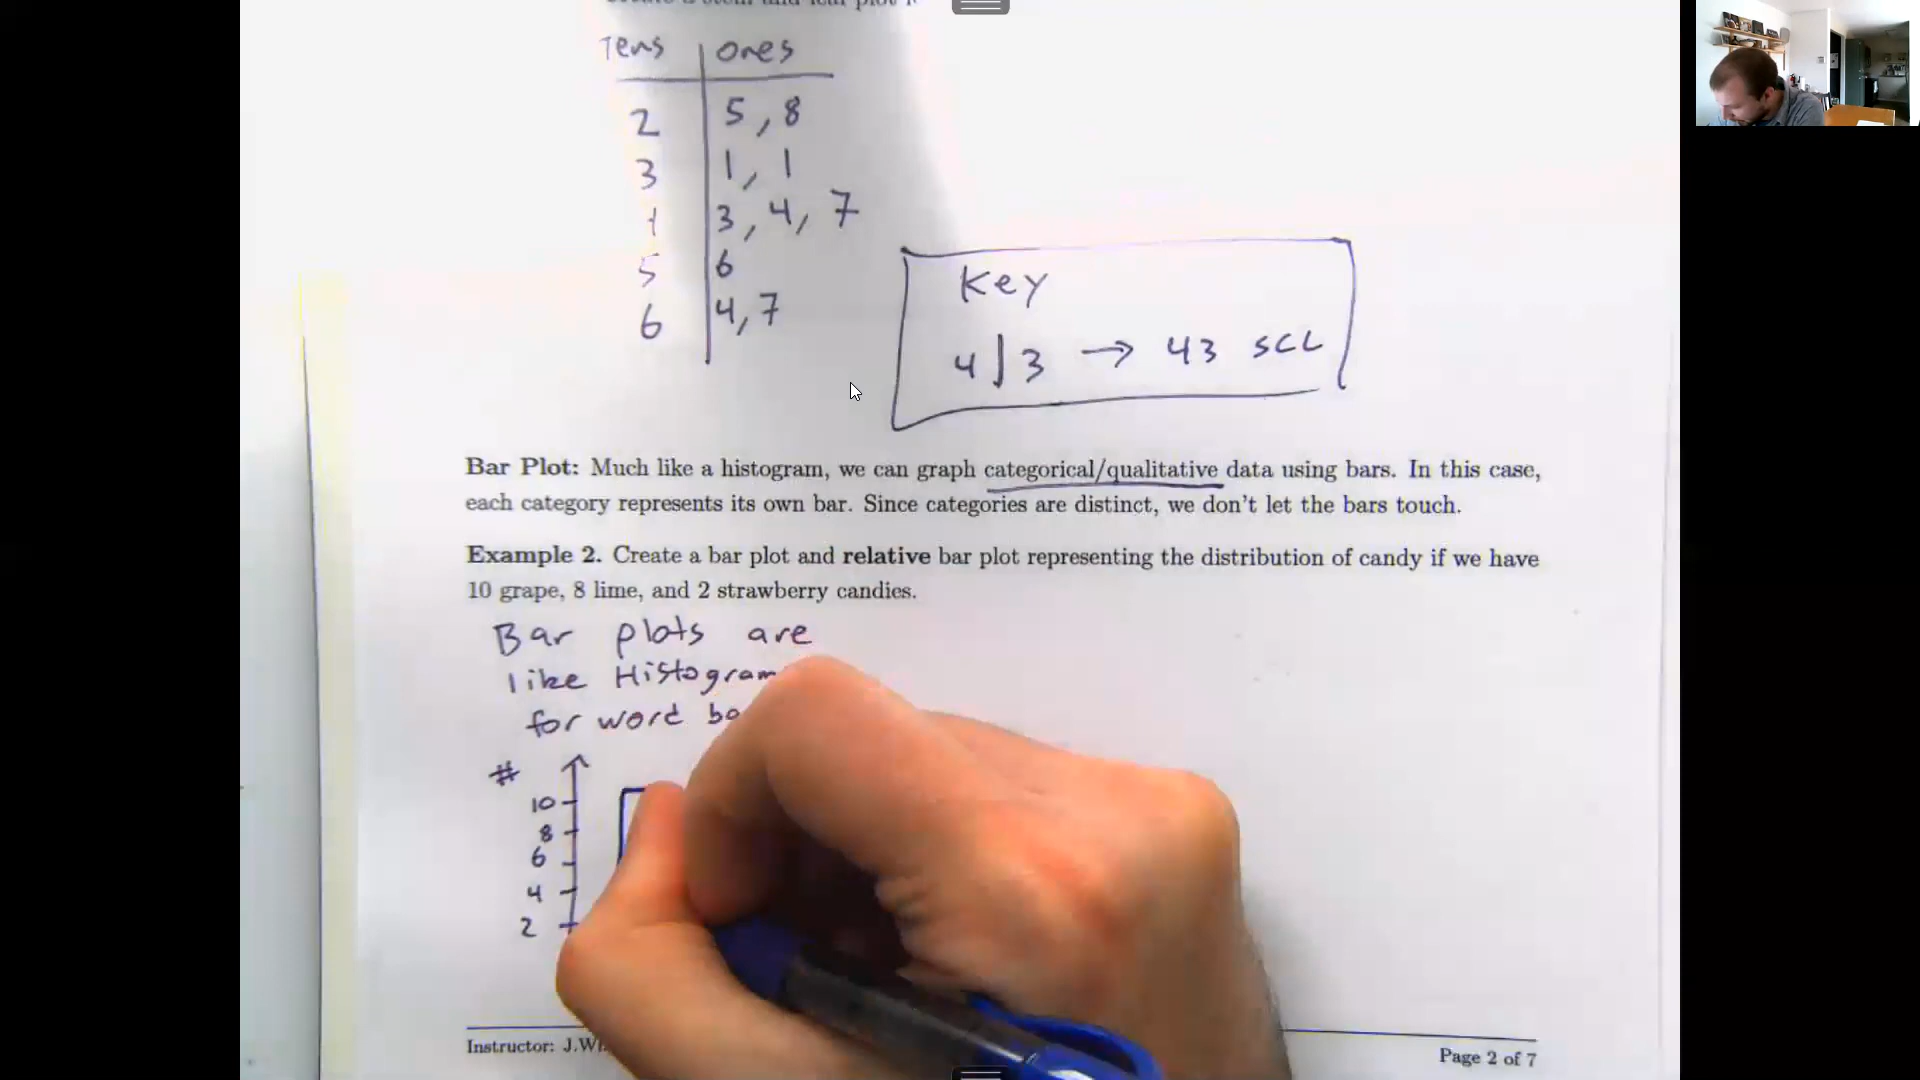 Tens | ones
2 | 5, 8
3 | 1, 1
4 | 3, 4, 7
5 | 6
6 | 4, 7
Key
4 | 3 → 43 SCL
Bar Plot: Much like a histogram, we can graph categorical/qualitative data using bars. In this case,
each category represents its own bar. Since categories are distinct, we don't let the bars touch.
Example 2. Create a bar plot and relative bar plot representing the distribution of candy if we have
10 grape, 8 lime, and 2 strawberry candies.
Bar plots are
like Histogram
for word
#
10
8
6
4
2
Instructor: J.W
Page 2 of 7